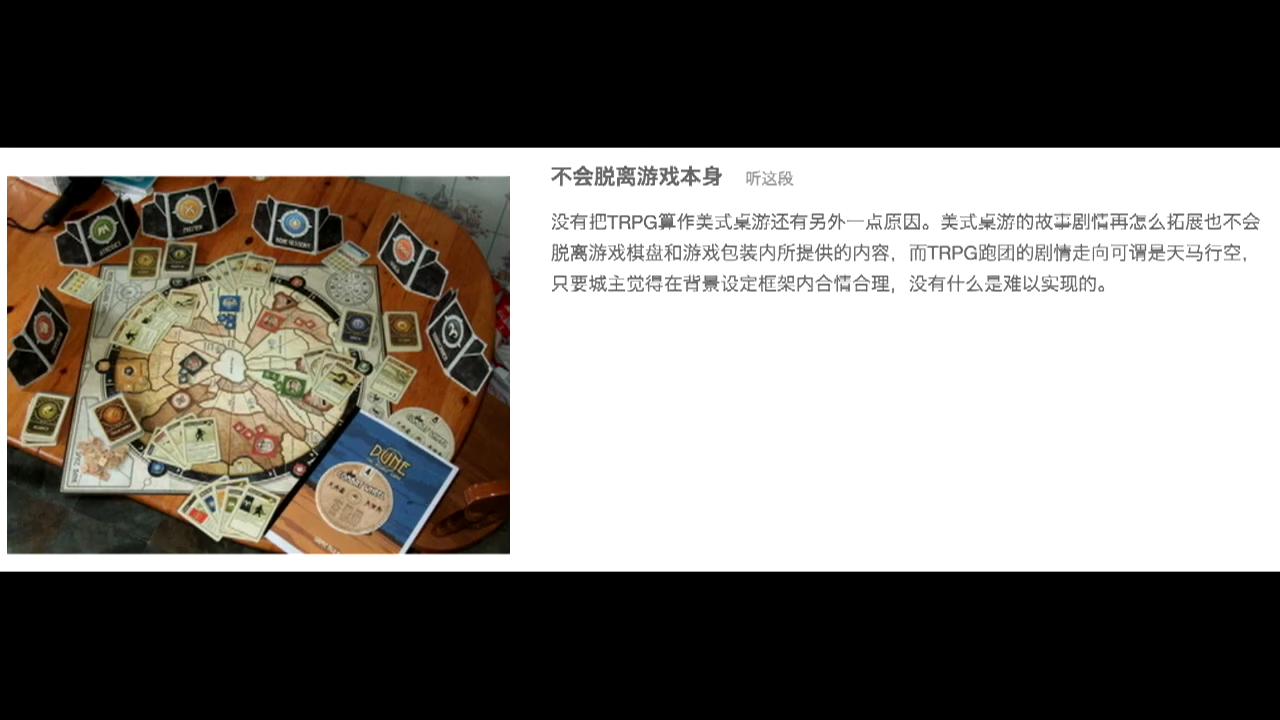 不会脱离游戏本身 听这段
没有把TRPG算作美式桌游还有另外一点原因。美式桌游的故事剧情再怎么拓展也不会
脱离游戏棋盘和游戏包装内所提供的内容，而TRPG跑团的剧情走向可谓是天马行空，
只要城主觉得在背景设定框架内合情合理，没有什么是难以实现的。
DUNE
COMBAT WHEEL